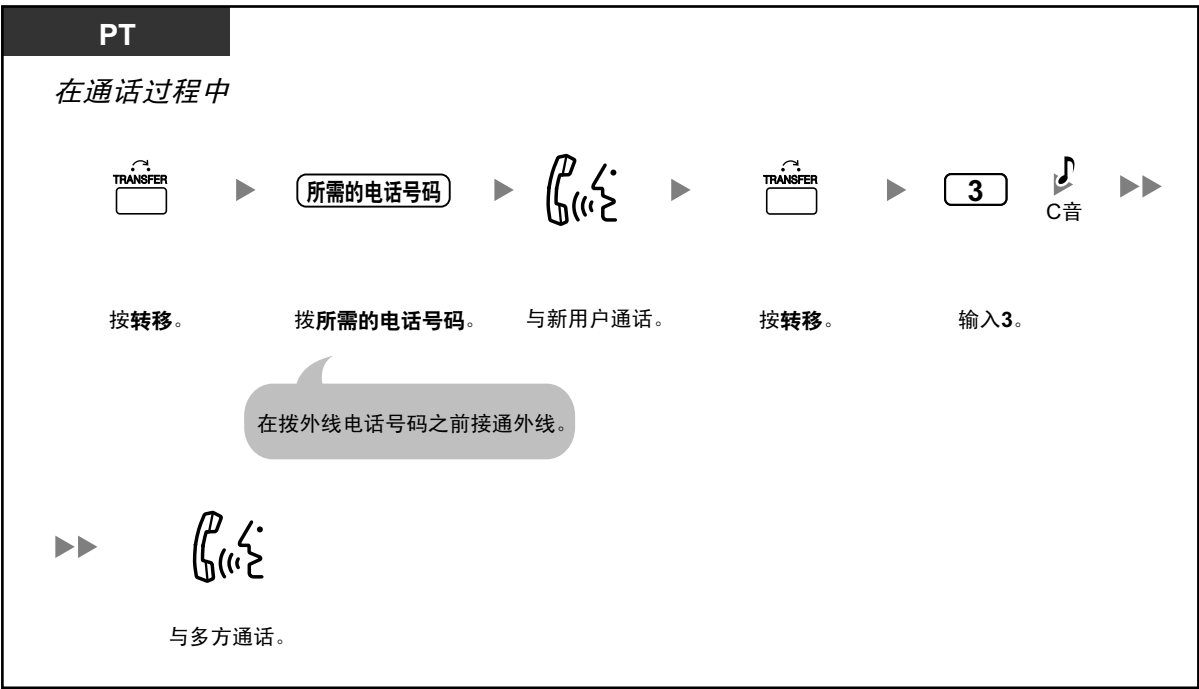 PT
在通话过程中
TRANSFER
所需的电话号码
TRANSFER
3
C音
按转移。
拨所需的电话号码。
与新用户通话。
按转移。
输入3。
在拨外线电话号码之前接通外线。
与多方通话。